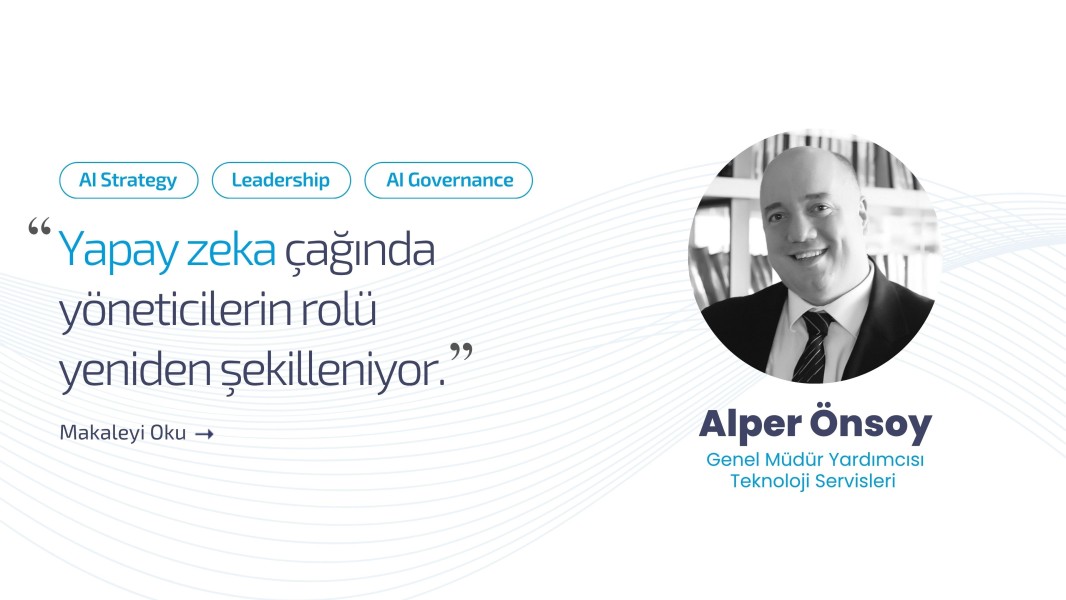 AI Strategy
Leadership
AI Governance
“Yapay zeka çağında
yöneticilerin rolü
yeniden şekilleniyor.”
Makaleyi Oku →
Alper Önsoy
Genel Müdür Yardımcısı
Teknoloji Servisleri